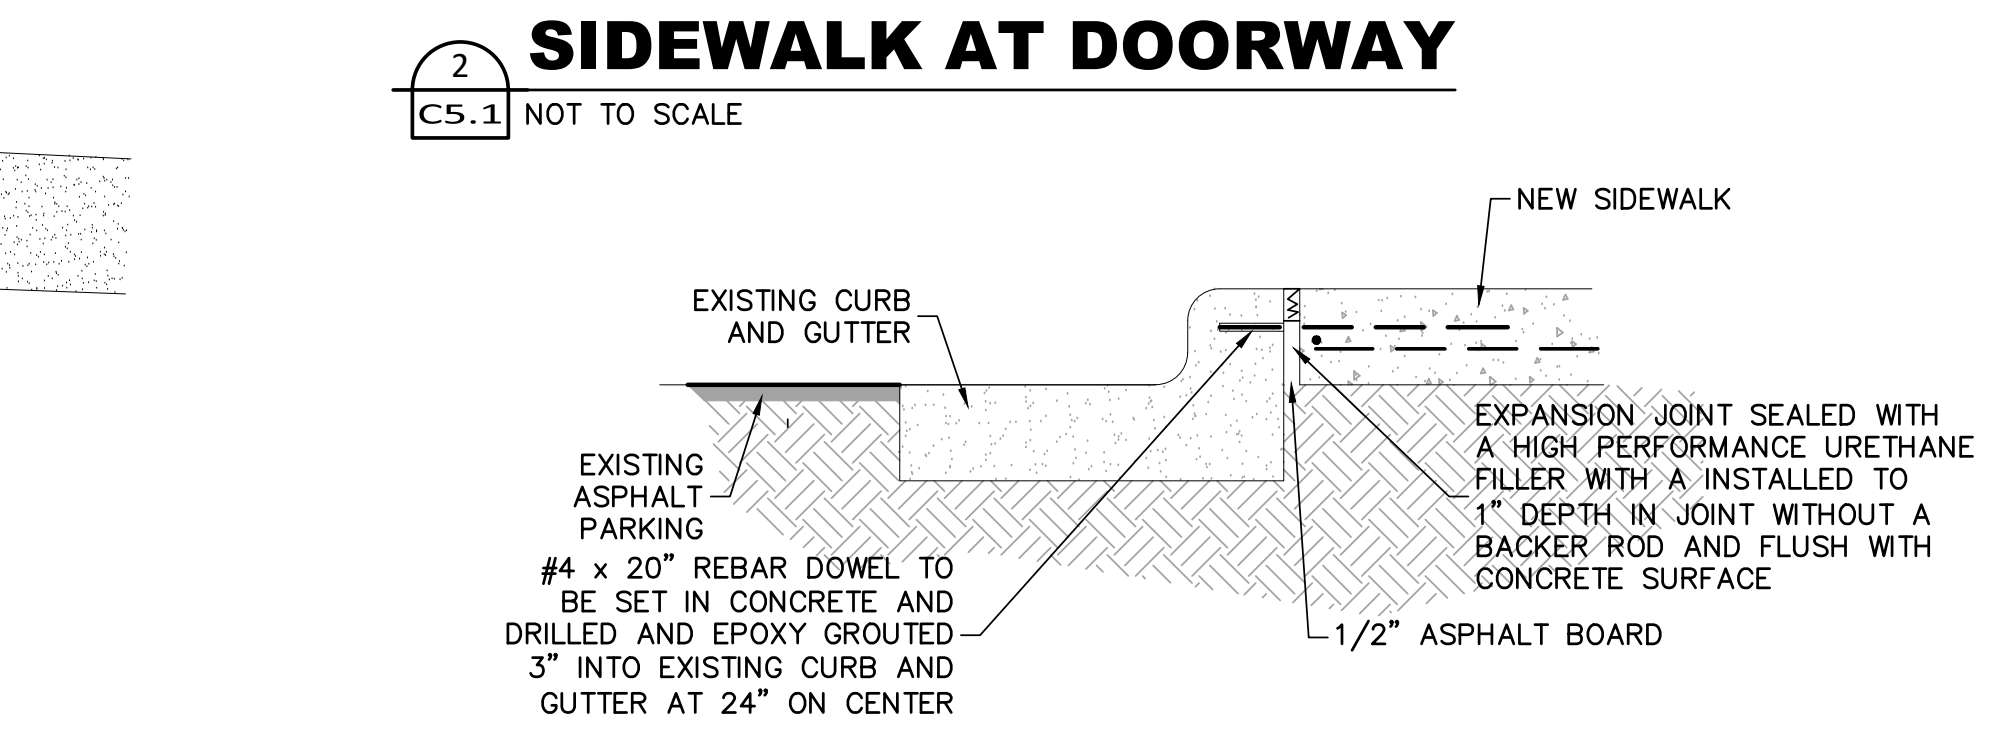 SIDEWALK AT DOORWAY
2
C5.1
NOT TO SCALE
NEW SIDEWALK
EXISTING CURB
AND GUTTER
EXISTING
ASPHALT
PARKING
#4 x 20" REBAR DOWEL TO
BE SET IN CONCRETE AND
DRILLED AND EPOXY GROUTED
3" INTO EXISTING CURB AND
GUTTER AT 24" ON CENTER
EXPANSION JOINT SEALED WITH
A HIGH PERFORMANCE URETHANE
FILLER WITH A INSTALLED TO
1" DEPTH IN JOINT WITHOUT A
BACKER ROD AND FLUSH WITH
CONCRETE SURFACE
1/2" ASPHALT BOARD